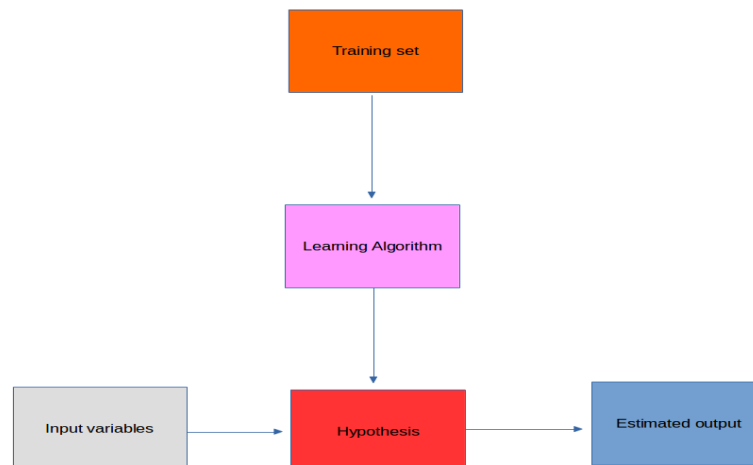 Training set
Learning Algorithm
Input variables
Hypothesis
Estimated output